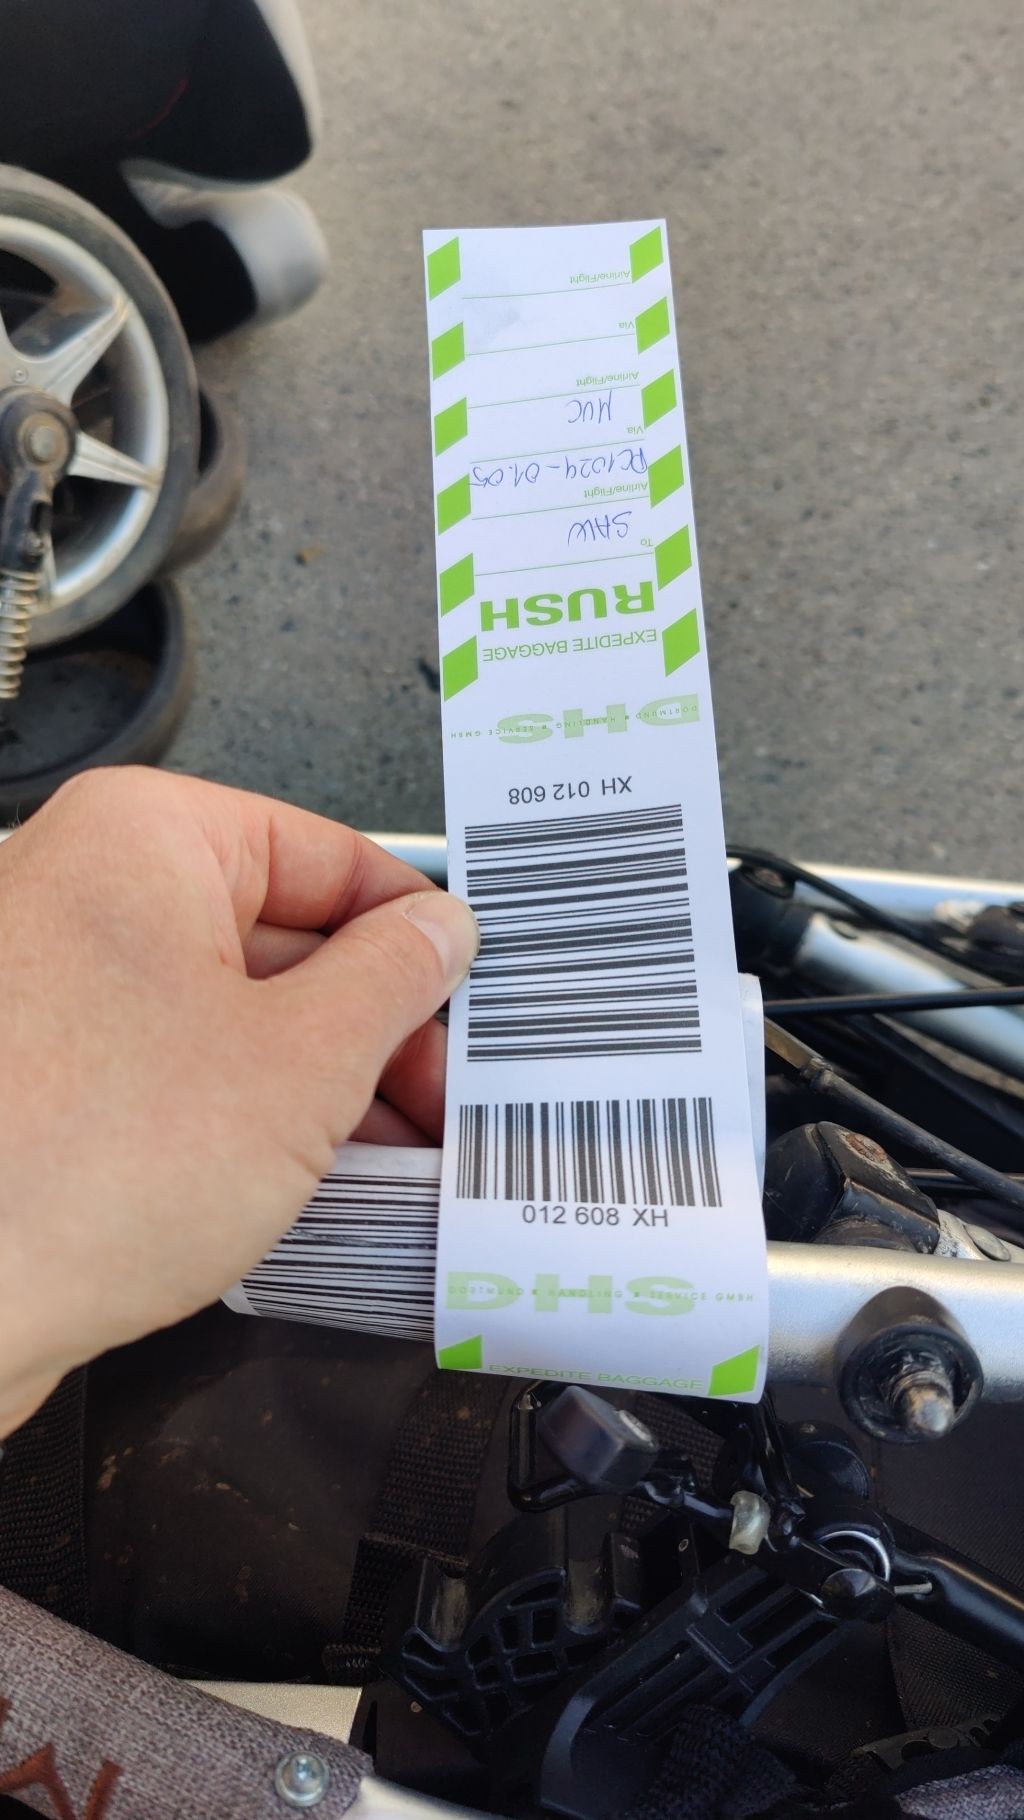 XH 012 608
DHS
DORTMUND ■ HANDLING ■ SERVICE GMBH
EXPEDITE BAGGAGE
RUSH
To
SAW
Airline/Flight
PC1024-01.05
Via
MUC
Airline/Flight
Via
Airline/Flight
012 608 XH
DHS
DORTMUND ■ HANDLING ■ SERVICE GMBH
EXPEDITE BAGGAGE